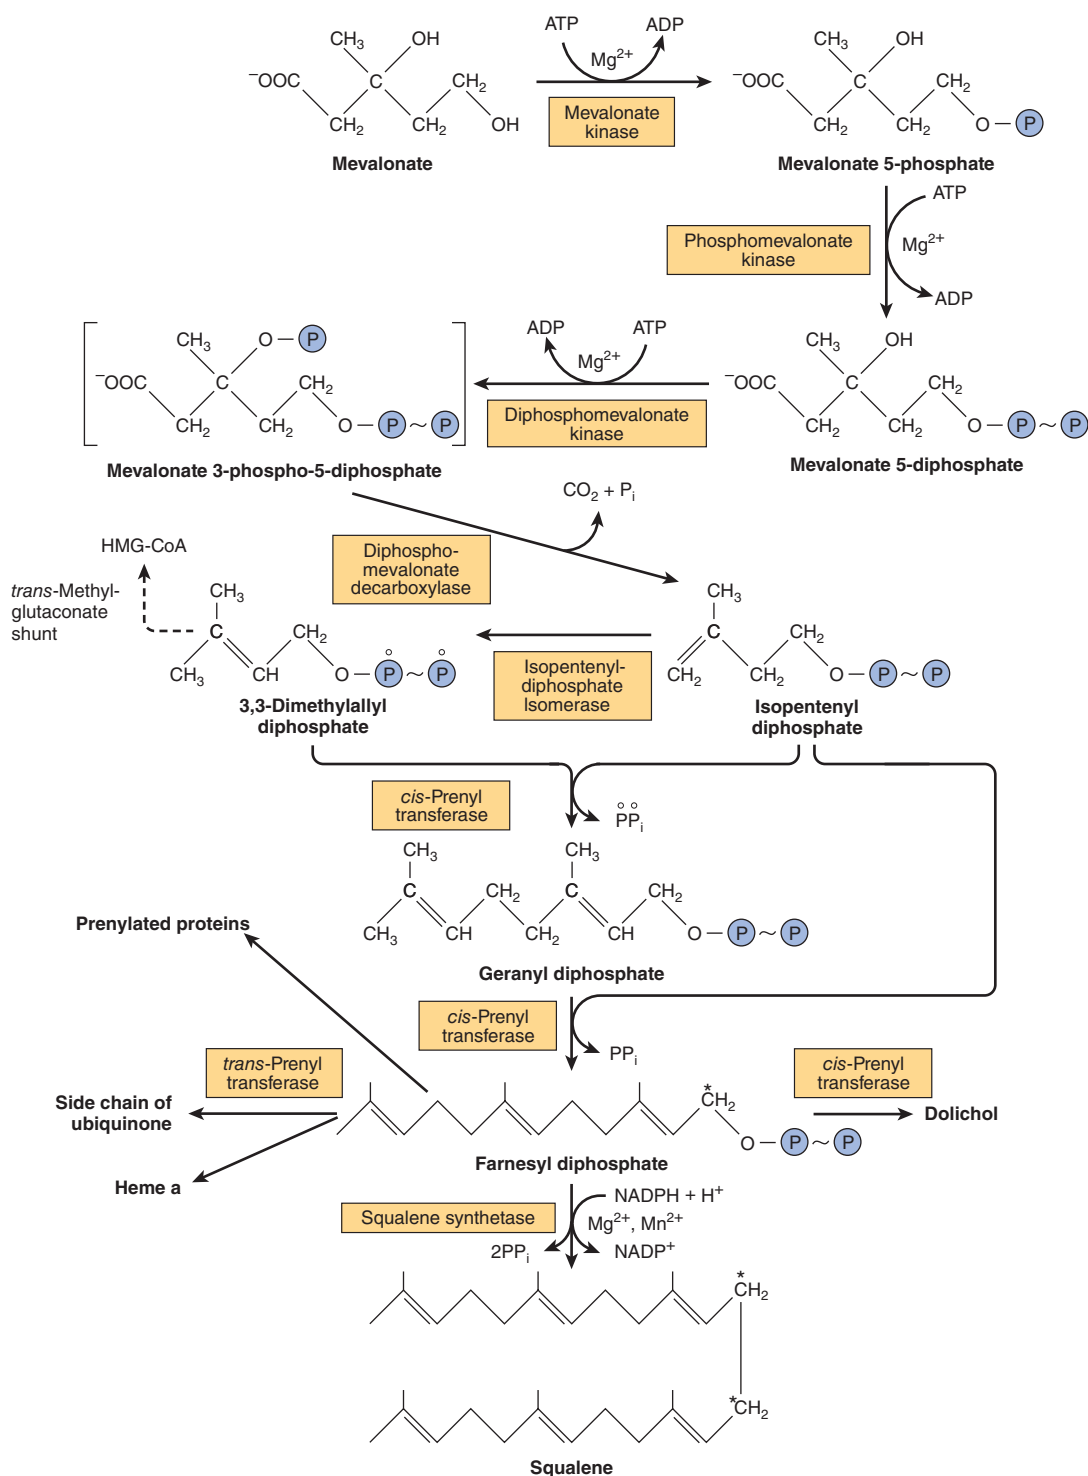 CH₃
OH
⁻OOC
C
CH₂
CH₂
CH₂
OH
Mevalonate
ATP
ADP
Mg²⁺
Mevalonate
kinase
CH₃
OH
⁻OOC
C
CH₂
CH₂
CH₂
O – P
Mevalonate 5-phosphate
ATP
Phosphomevalonate
kinase
Mg²⁺
ADP
CH₃
O – P
⁻OOC
C
CH₂
CH₂
CH₂
O – P ~ P
Mevalonate 3-phospho-5-diphosphate
ADP
ATP
Mg²⁺
Diphosphomevalonate
kinase
CH₃
OH
⁻OOC
C
CH₂
CH₂
CH₂
O – P ~ P
Mevalonate 5-diphosphate
CO₂ + Pᵢ
Diphospho-
mevalonate
decarboxylase
HMG-CoA
trans-Methyl-
glutaconate
shunt
CH₃
C
CH₂
CH₃
CH
O – P° ~ P°
3,3-Dimethylallyl
diphosphate
Isopentenyl-
diphosphate
Isomerase
CH₃
C
CH₂
CH₂
CH₂
O – P ~ P
Isopentenyl
diphosphate
cis-Prenyl
transferase
P°P°ᵢ
CH₃
CH₃
C
CH₂
C
CH₂
CH₃
CH
CH₂
CH
O – P ~ P
Geranyl diphosphate
Prenylated proteins
cis-Prenyl
transferase
PPᵢ
trans-Prenyl
transferase
cis-Prenyl
transferase
Side chain of
ubiquinone
*
CH₂
O – P ~ P
Dolichol
Farnesyl diphosphate
Heme a
Squalene synthetase
NADPH + H⁺
Mg²⁺, Mn²⁺
2PPᵢ
NADP⁺
*
CH₂
*
CH₂
Squalene